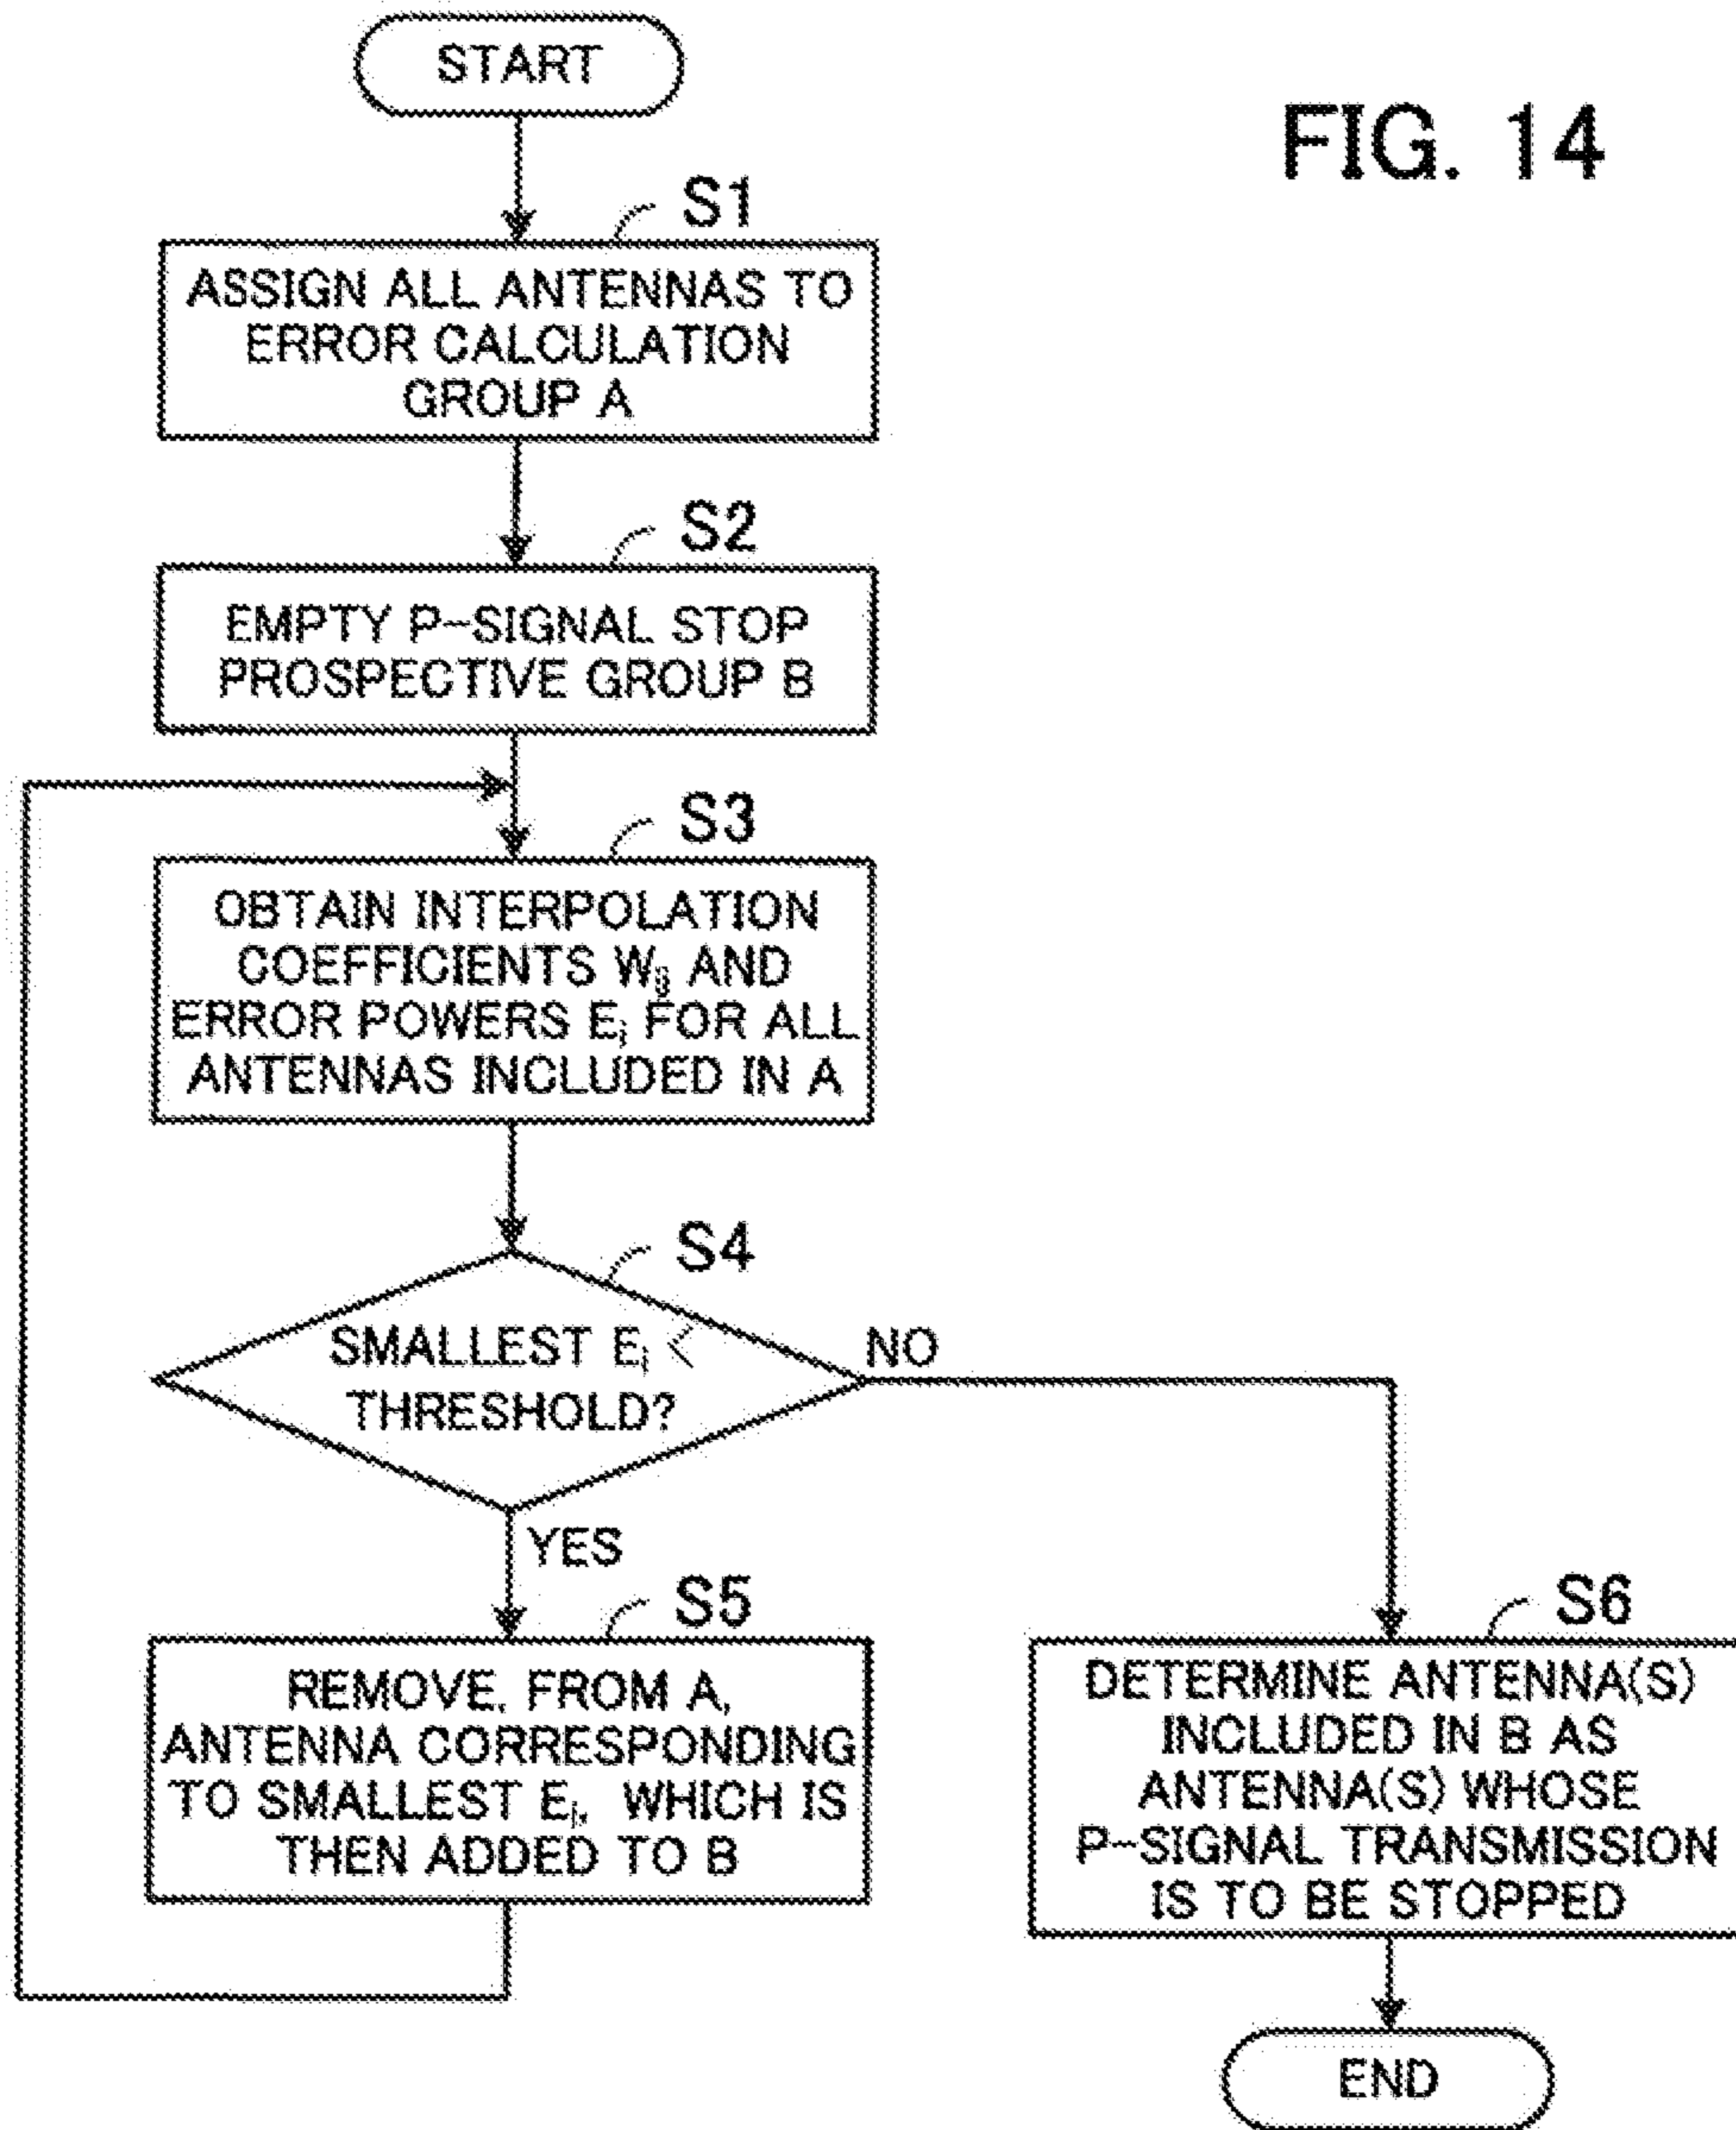 START
FIG. 14
S1
ASSIGN ALL ANTENNAS TO
ERROR CALCULATION
GROUP A
S2
EMPTY P-SIGNAL STOP
PROSPECTIVE GROUP B
S3
OBTAIN INTERPOLATION
COEFFICIENTS Wij AND
ERROR POWERS Ej FOR ALL
ANTENNAS INCLUDED IN A
S4
SMALLEST Ej <
THRESHOLD?
NO
YES
S5
REMOVE, FROM A,
ANTENNA CORRESPONDING
TO SMALLEST Ej, WHICH IS
THEN ADDED TO B
S6
DETERMINE ANTENNA(S)
INCLUDED IN B AS
ANTENNA(S) WHOSE
P-SIGNAL TRANSMISSION
IS TO BE STOPPED
END